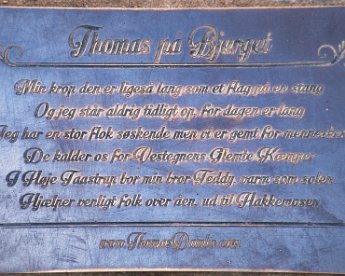 Thomas på Bjerget
Min krop den er ligeså lang som et flag på en stang
Og jeg står aldrig tidligt op, for dagen er lang
Jeg har en stor flok søskende men vi er gemt for mennesker
De kalder os for Vestegnens Glemte Kæmper
I Høje Taastrup bor min bror Teddy, varm som solen
Hjælper venligt folk over åen, ud til Hakkemosen
www.ThomasDambo.com